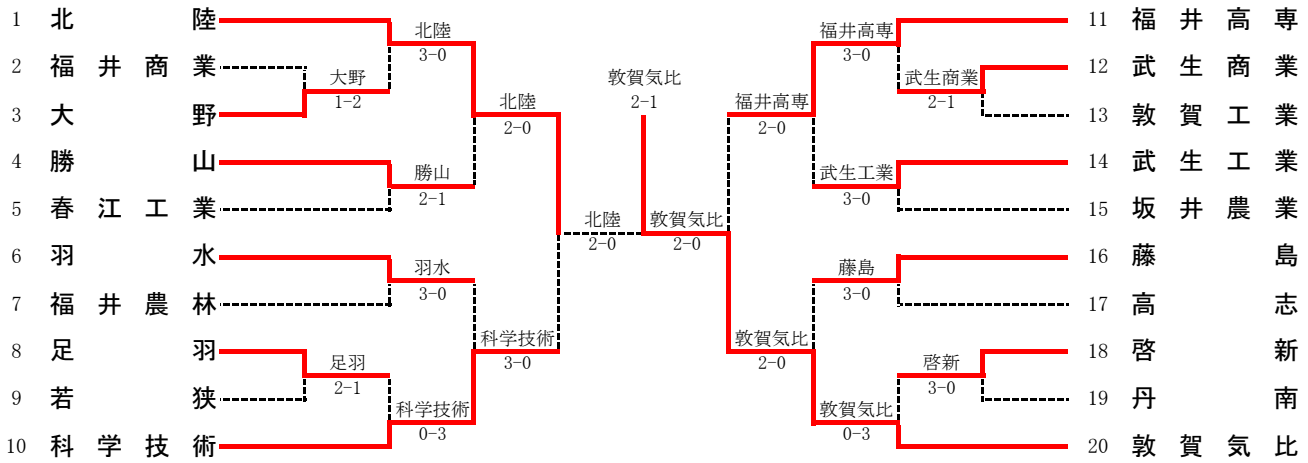 1 北陸
2 福井商業
3 大野
4 勝山
5 春江工業
6 羽水
7 福井農林
8 足羽
9 若狭
10 科学技術
北陸
3-0
大野
1-2
勝山
2-1
羽水
3-0
足羽
2-1
科学技術
0-3
北陸
2-0
科学技術
3-0
北陸
2-0
敦賀気比
2-1
敦賀気比
2-0
福井高専
2-0
敦賀気比
2-0
福井高専
3-0
武生商業
2-1
武生工業
3-0
藤島
3-0
啓新
3-0
敦賀気比
0-3
11 福井高専
12 武生商業
13 敦賀工業
14 武生工業
15 坂井農業
16 藤島
17 高志
18 啓新
19 丹南
20 敦賀気比